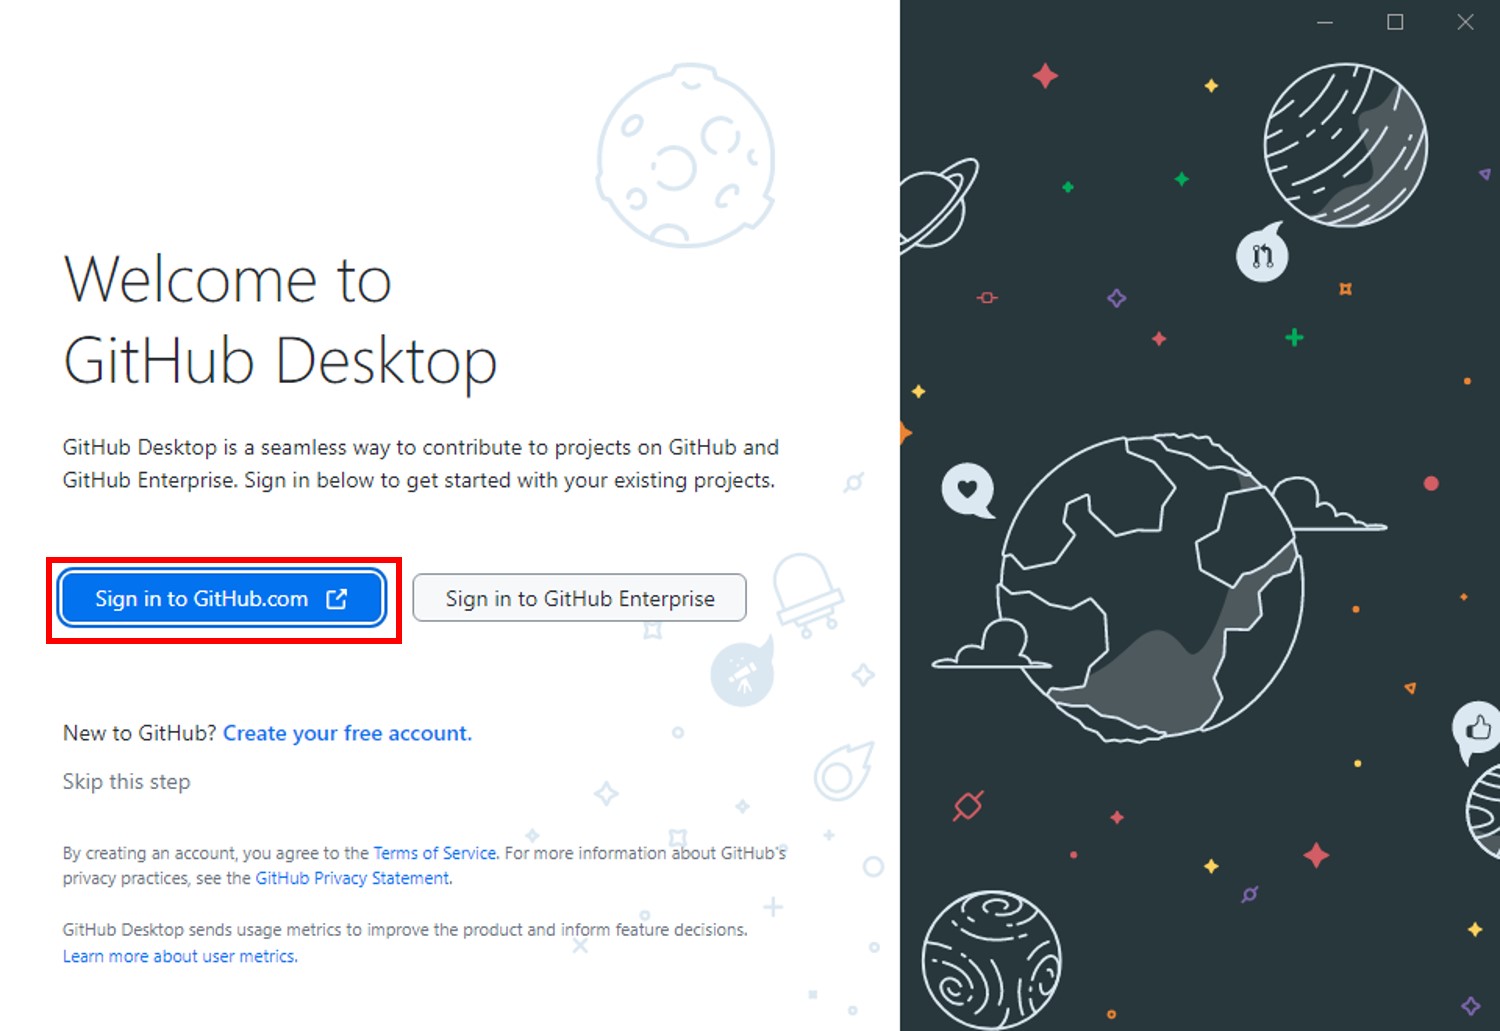 Welcome to
GitHub Desktop
GitHub Desktop is a seamless way to contribute to projects on GitHub and
GitHub Enterprise. Sign in below to get started with your existing projects.
Sign in to GitHub.com
Sign in to GitHub Enterprise
New to GitHub? Create your free account.
Skip this step
By creating an account, you agree to the Terms of Service. For more information about GitHub's
privacy practices, see the GitHub Privacy Statement.
GitHub Desktop sends usage metrics to improve the product and inform feature decisions.
Learn more about user metrics.